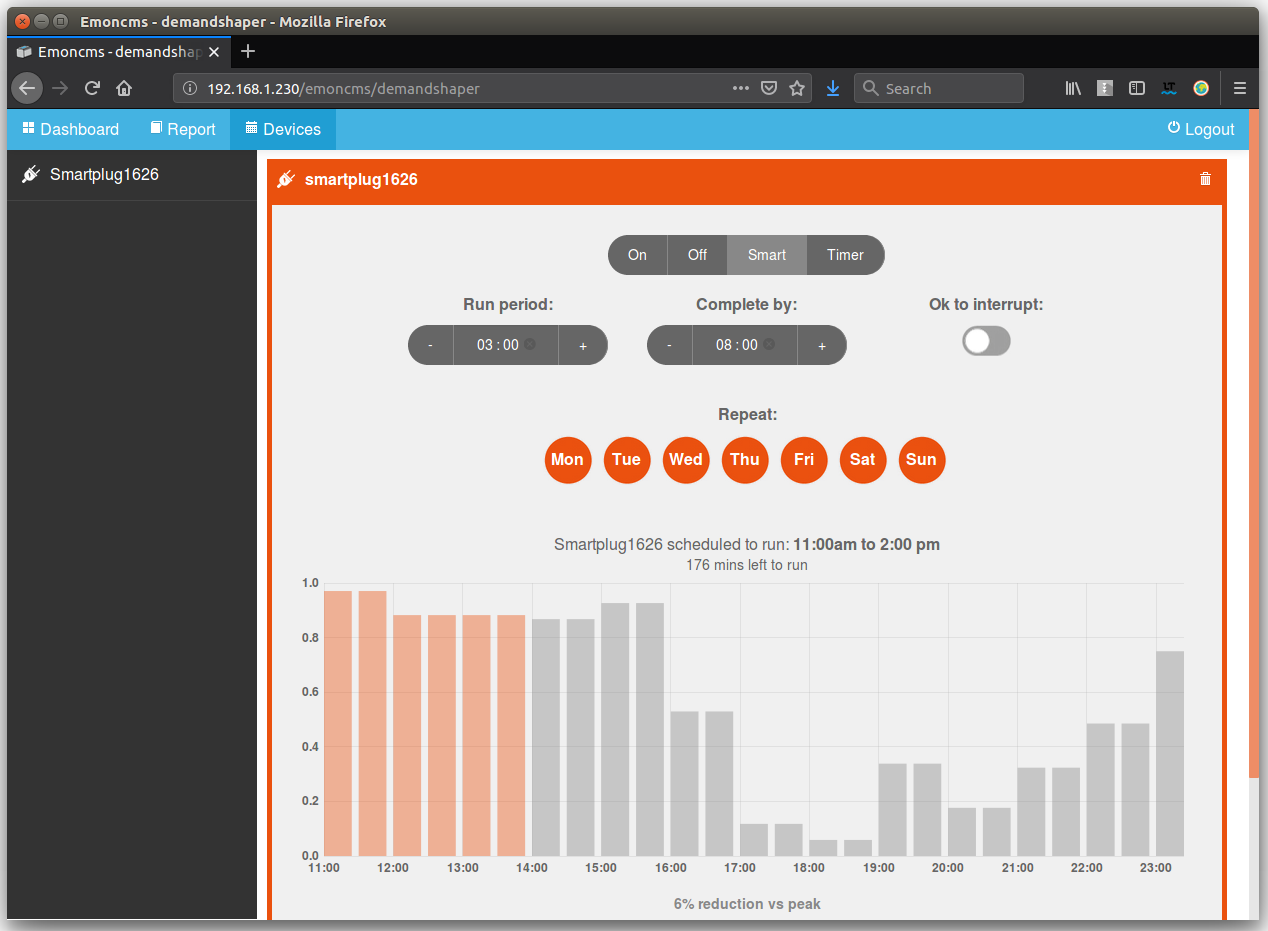 Emoncms - demandshaper - Mozilla Firefox
Emoncms - demandshap
192.168.1.230/emoncms/demandshaper
Search
Dashboard Report Devices Logout
Smartplug1626
smartplug1626
On Off Smart Timer
Run period: Complete by: Ok to interrupt:
- 03 : 00 + - 08 : 00 +
Repeat:
Mon Tue Wed Thu Fri Sat Sun
Smartplug1626 scheduled to run: 11:00am to 2:00 pm
176 mins left to run
1.0
0.8
0.6
0.4
0.2
0.0
11:00 12:00 13:00 14:00 15:00 16:00 17:00 18:00 19:00 20:00 21:00 22:00 23:00
6% reduction vs peak